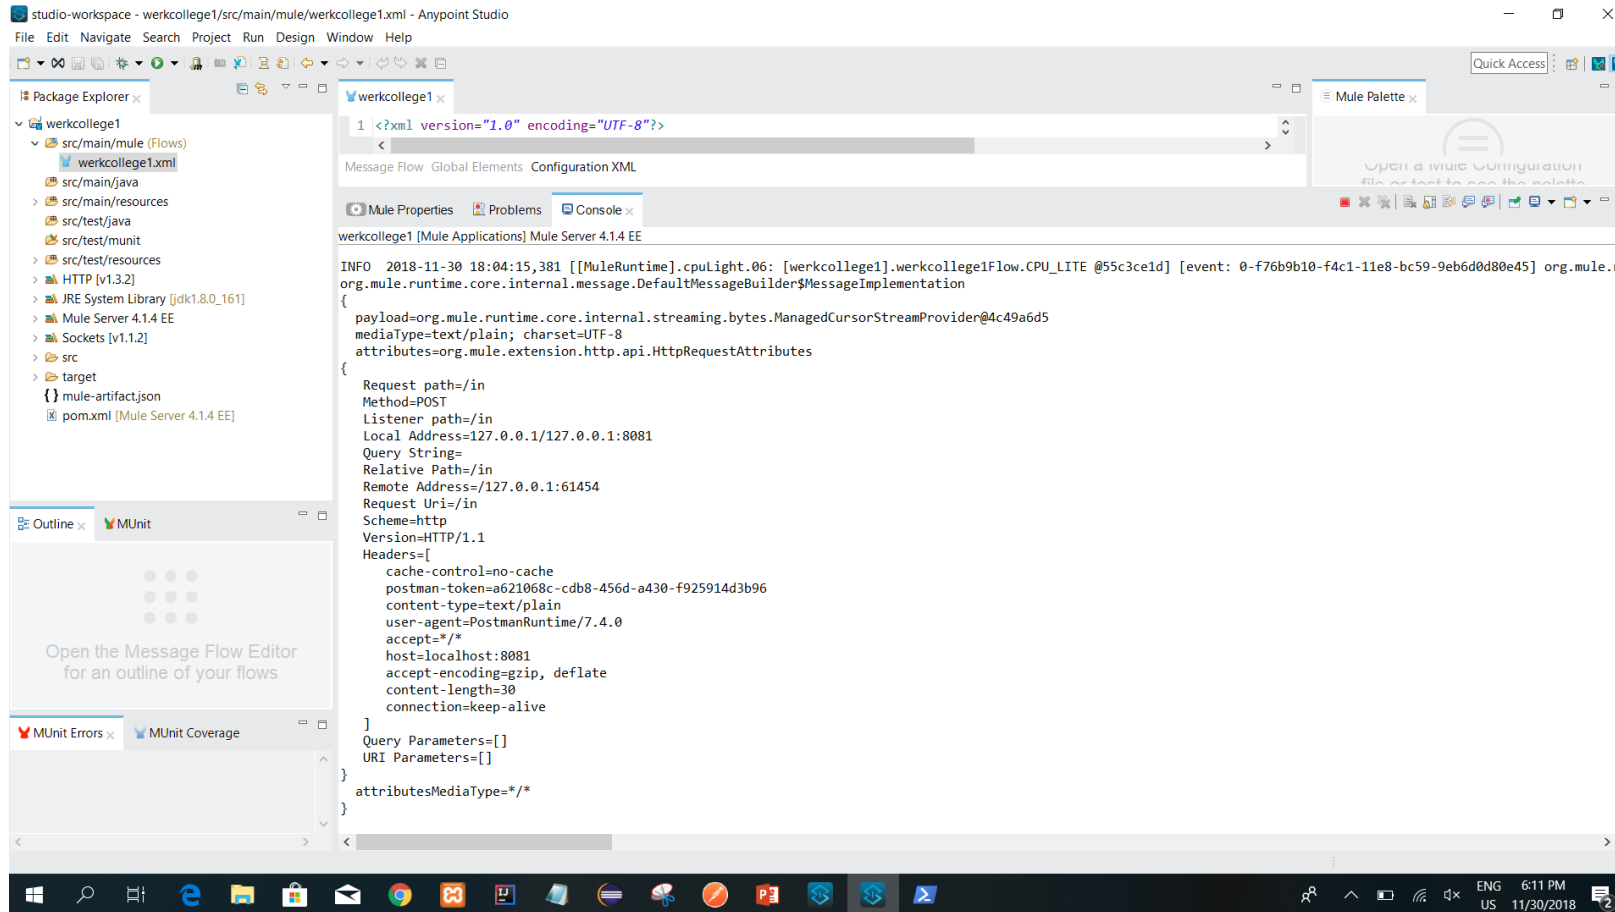 studio-workspace - werkcollege1/src/main/mule/werkcollege1.xml - Anypoint Studio
File Edit Navigate Search Project Run Design Window Help
Quick Access
Package Explorer
werkcollege1
src/main/mule (Flows)
werkcollege1.xml
src/main/java
src/main/resources
src/test/java
src/test/munit
src/test/resources
HTTP [v1.3.2]
JRE System Library [jdk1.8.0_161]
Mule Server 4.1.4 EE
Sockets [v1.1.2]
src
target
mule-artifact.json
pom.xml [Mule Server 4.1.4 EE]
Outline MUnit
Open the Message Flow Editor
for an outline of your flows
MUnit Errors MUnit Coverage
werkcollege1
1 <?xml version="1.0" encoding="UTF-8"?>
Message Flow Global Elements Configuration XML
Mule Palette
Open a Mule Configuration
file or test to see the palette
Mule Properties Problems Console
werkcollege1 [Mule Applications] Mule Server 4.1.4 EE
INFO 2018-11-30 18:04:15,381 [[MuleRuntime].cpuLight.06: [werkcollege1].werkcollege1Flow.CPU_LITE @55c3ce1d] [event: 0-f76b9b10-f4c1-11e8-bc59-9eb6d0d80e45] org.mule.r
org.mule.runtime.core.internal.message.DefaultMessageBuilder$MessageImplementation
{
payload=org.mule.runtime.core.internal.streaming.bytes.ManagedCursorStreamProvider@4c49a6d5
mediaType=text/plain; charset=UTF-8
attributes=org.mule.extension.http.api.HttpRequestAttributes
{
Request path=/in
Method=POST
Listener path=/in
Local Address=127.0.0.1/127.0.0.1:8081
Query String=
Relative Path=/in
Remote Address=/127.0.0.1:61454
Request Uri=/in
Scheme=http
Version=HTTP/1.1
Headers=[
cache-control=no-cache
postman-token=a621068c-cdb8-456d-a430-f925914d3b96
content-type=text/plain
user-agent=PostmanRuntime/7.4.0
accept=*/*
host=localhost:8081
accept-encoding=gzip, deflate
content-length=30
connection=keep-alive
]
Query Parameters=[]
URI Parameters=[]
}
attributesMediaType=*/*
}
ENG
US
6:11 PM
11/30/2018
2